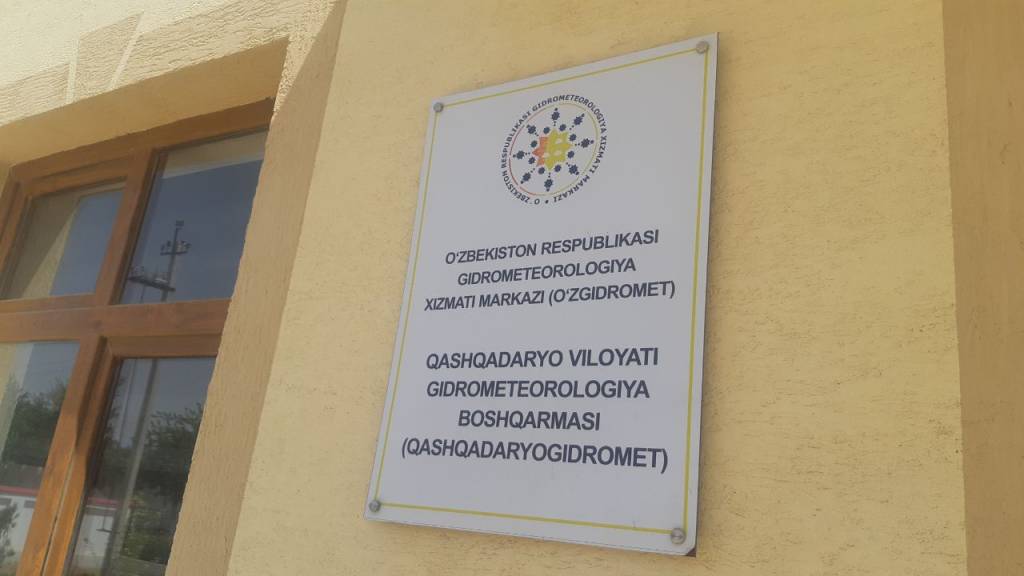 O‘ZBEKISTON RESPUBLIKASI GIDROMETEOROLOGIYA XIZMATI MARKAZI
O‘ZBEKISTON RESPUBLIKASI
GIDROMETEOROLOGIYA
XIZMATI MARKAZI (O‘ZGIDROMET)
QASHQADARYO VILOYATI
GIDROMETEOROLOGIYA
BOSHQARMASI
(QASHQADARYOGIDROMET)